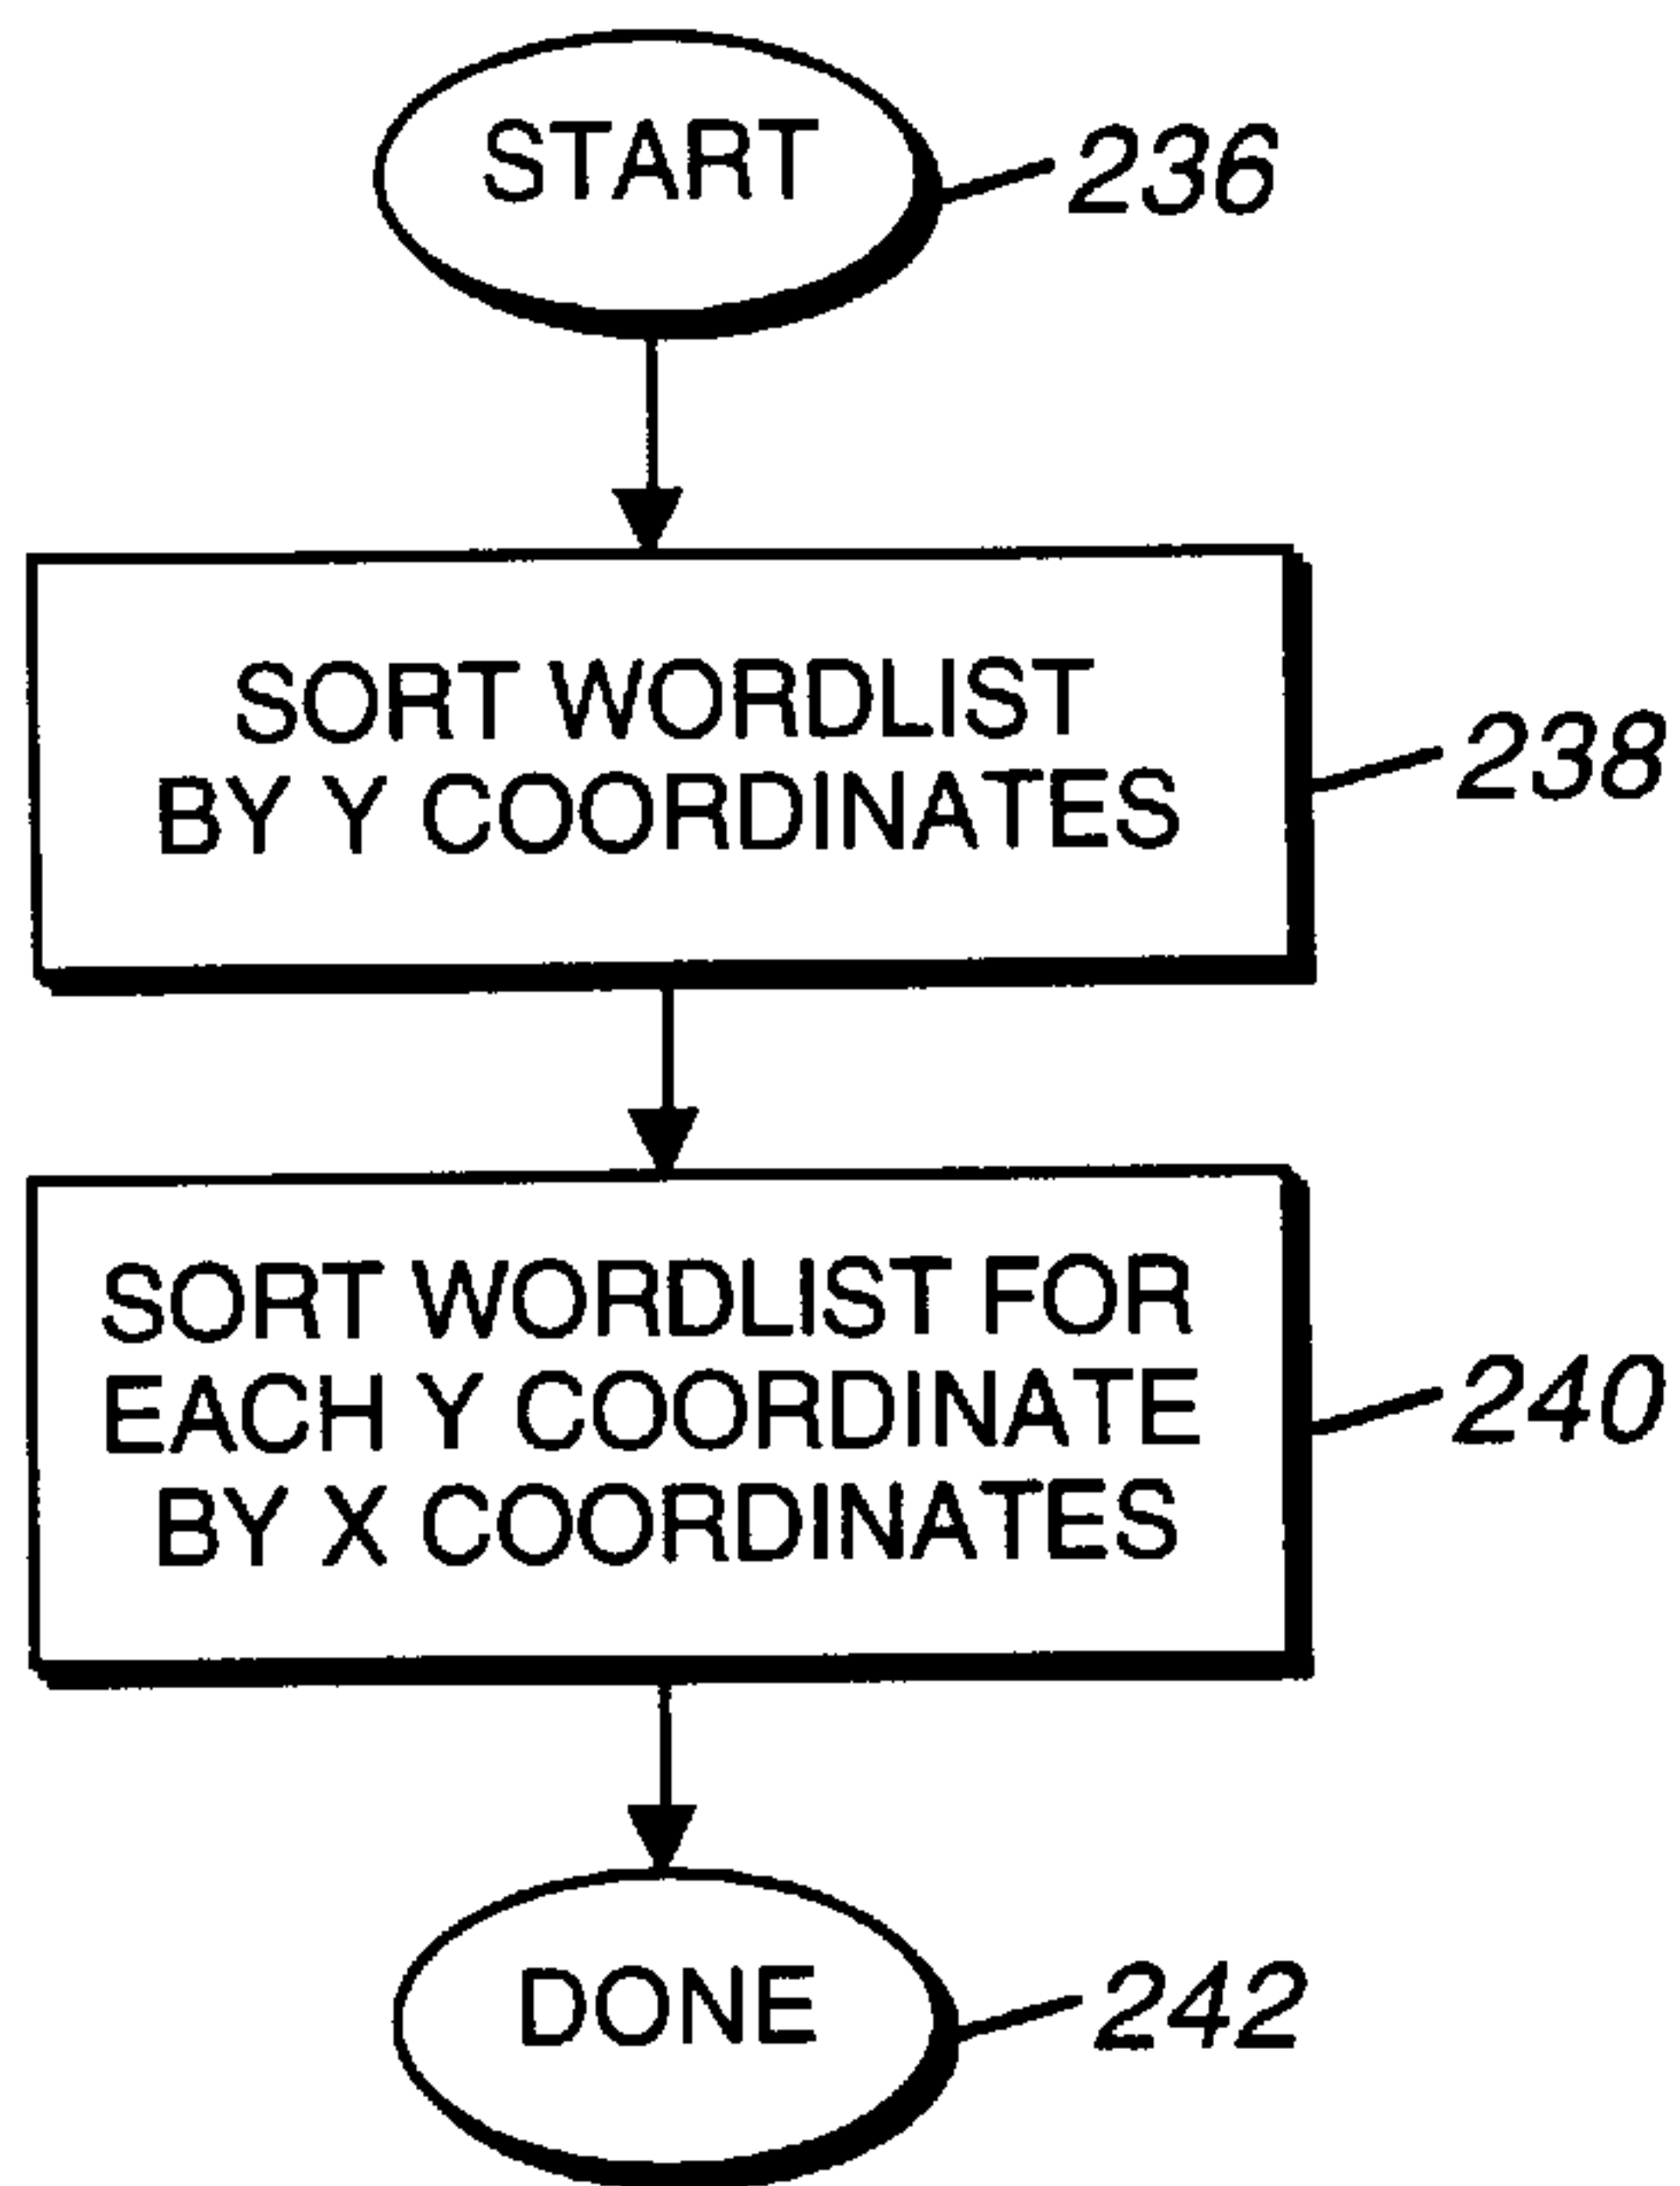 START
236
SORT WORDLIST
BY Y COORDINATES
238
SORT WORDLIST FOR
EACH Y COORDINATE
BY X COORDINATES
240
DONE
242